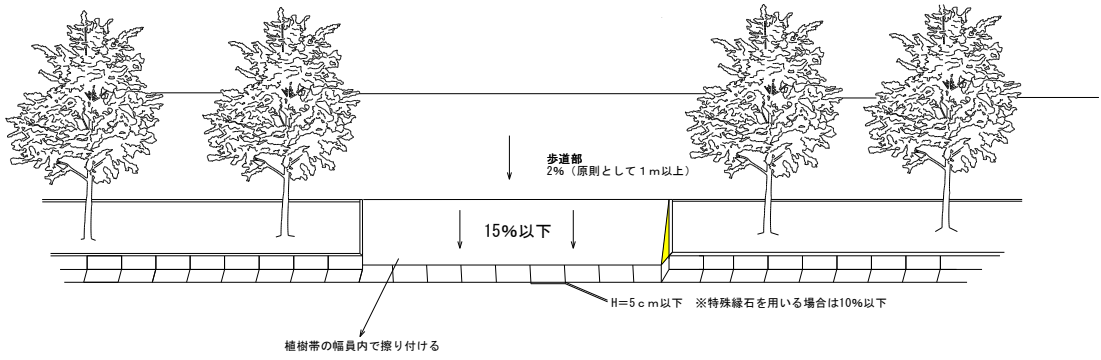 歩道部
2%（原則として１ｍ以上）
15%以下
H＝5ｃｍ以下　※特殊縁石を用いる場合は10%以下
植樹帯の幅員内で擦り付ける